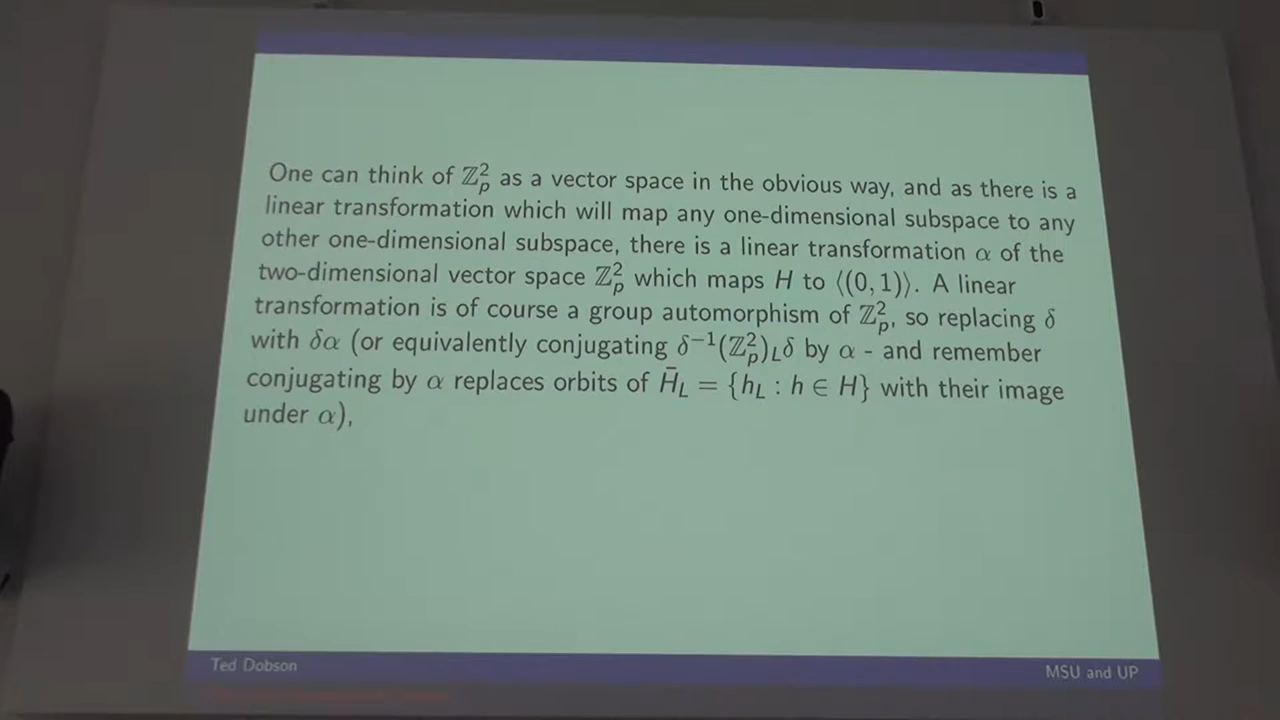 One can think of ℤ²ₚ as a vector space in the obvious way, and as there is a
linear transformation which will map any one-dimensional subspace to any
other one-dimensional subspace, there is a linear transformation α of the
two-dimensional vector space ℤ²ₚ which maps H to ⟨(0, 1)⟩. A linear
transformation is of course a group automorphism of ℤ²ₚ, so replacing δ
with δα (or equivalently conjugating δ⁻¹(ℤ²ₚ)_Lδ by α - and remember
conjugating by α replaces orbits of H̄_L = {h_L : h ∈ H} with their image
under α),
Ted Dobson
MSU and UP